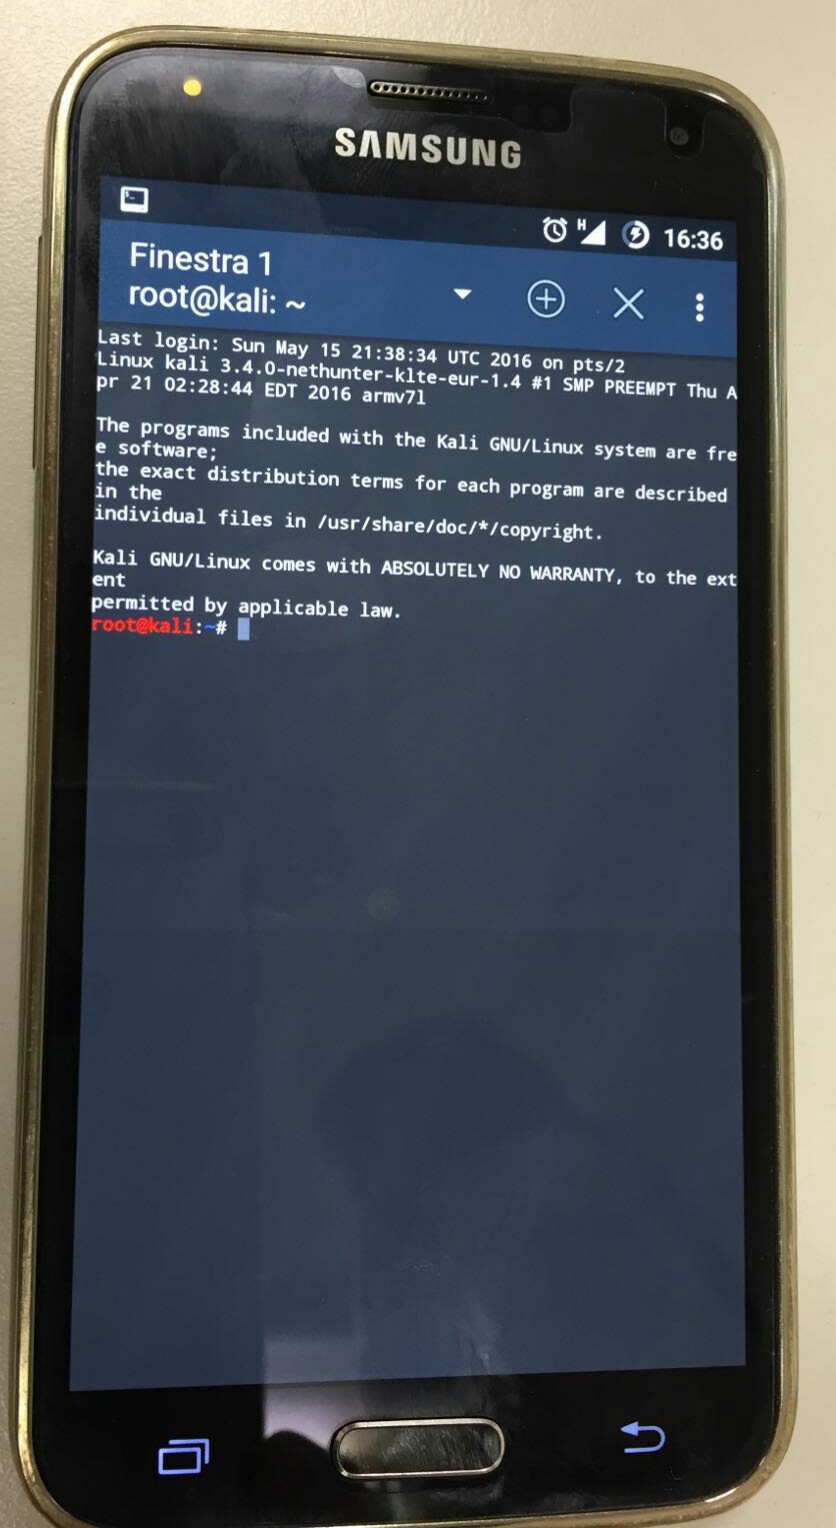 SAMSUNG
H
16:36
Finestra 1
root@kali: ~
Last login: Sun May 15 21:38:34 UTC 2016 on pts/2
Linux kali 3.4.0-nethunter-klte-eur-1.4 #1 SMP PREEMPT Thu A
pr 21 02:28:44 EDT 2016 armv7l
The programs included with the Kali GNU/Linux system are fre
e software;
the exact distribution terms for each program are described
in the
individual files in /usr/share/doc/*/copyright.
Kali GNU/Linux comes with ABSOLUTELY NO WARRANTY, to the ext
ent
permitted by applicable law.
root@kali:~#